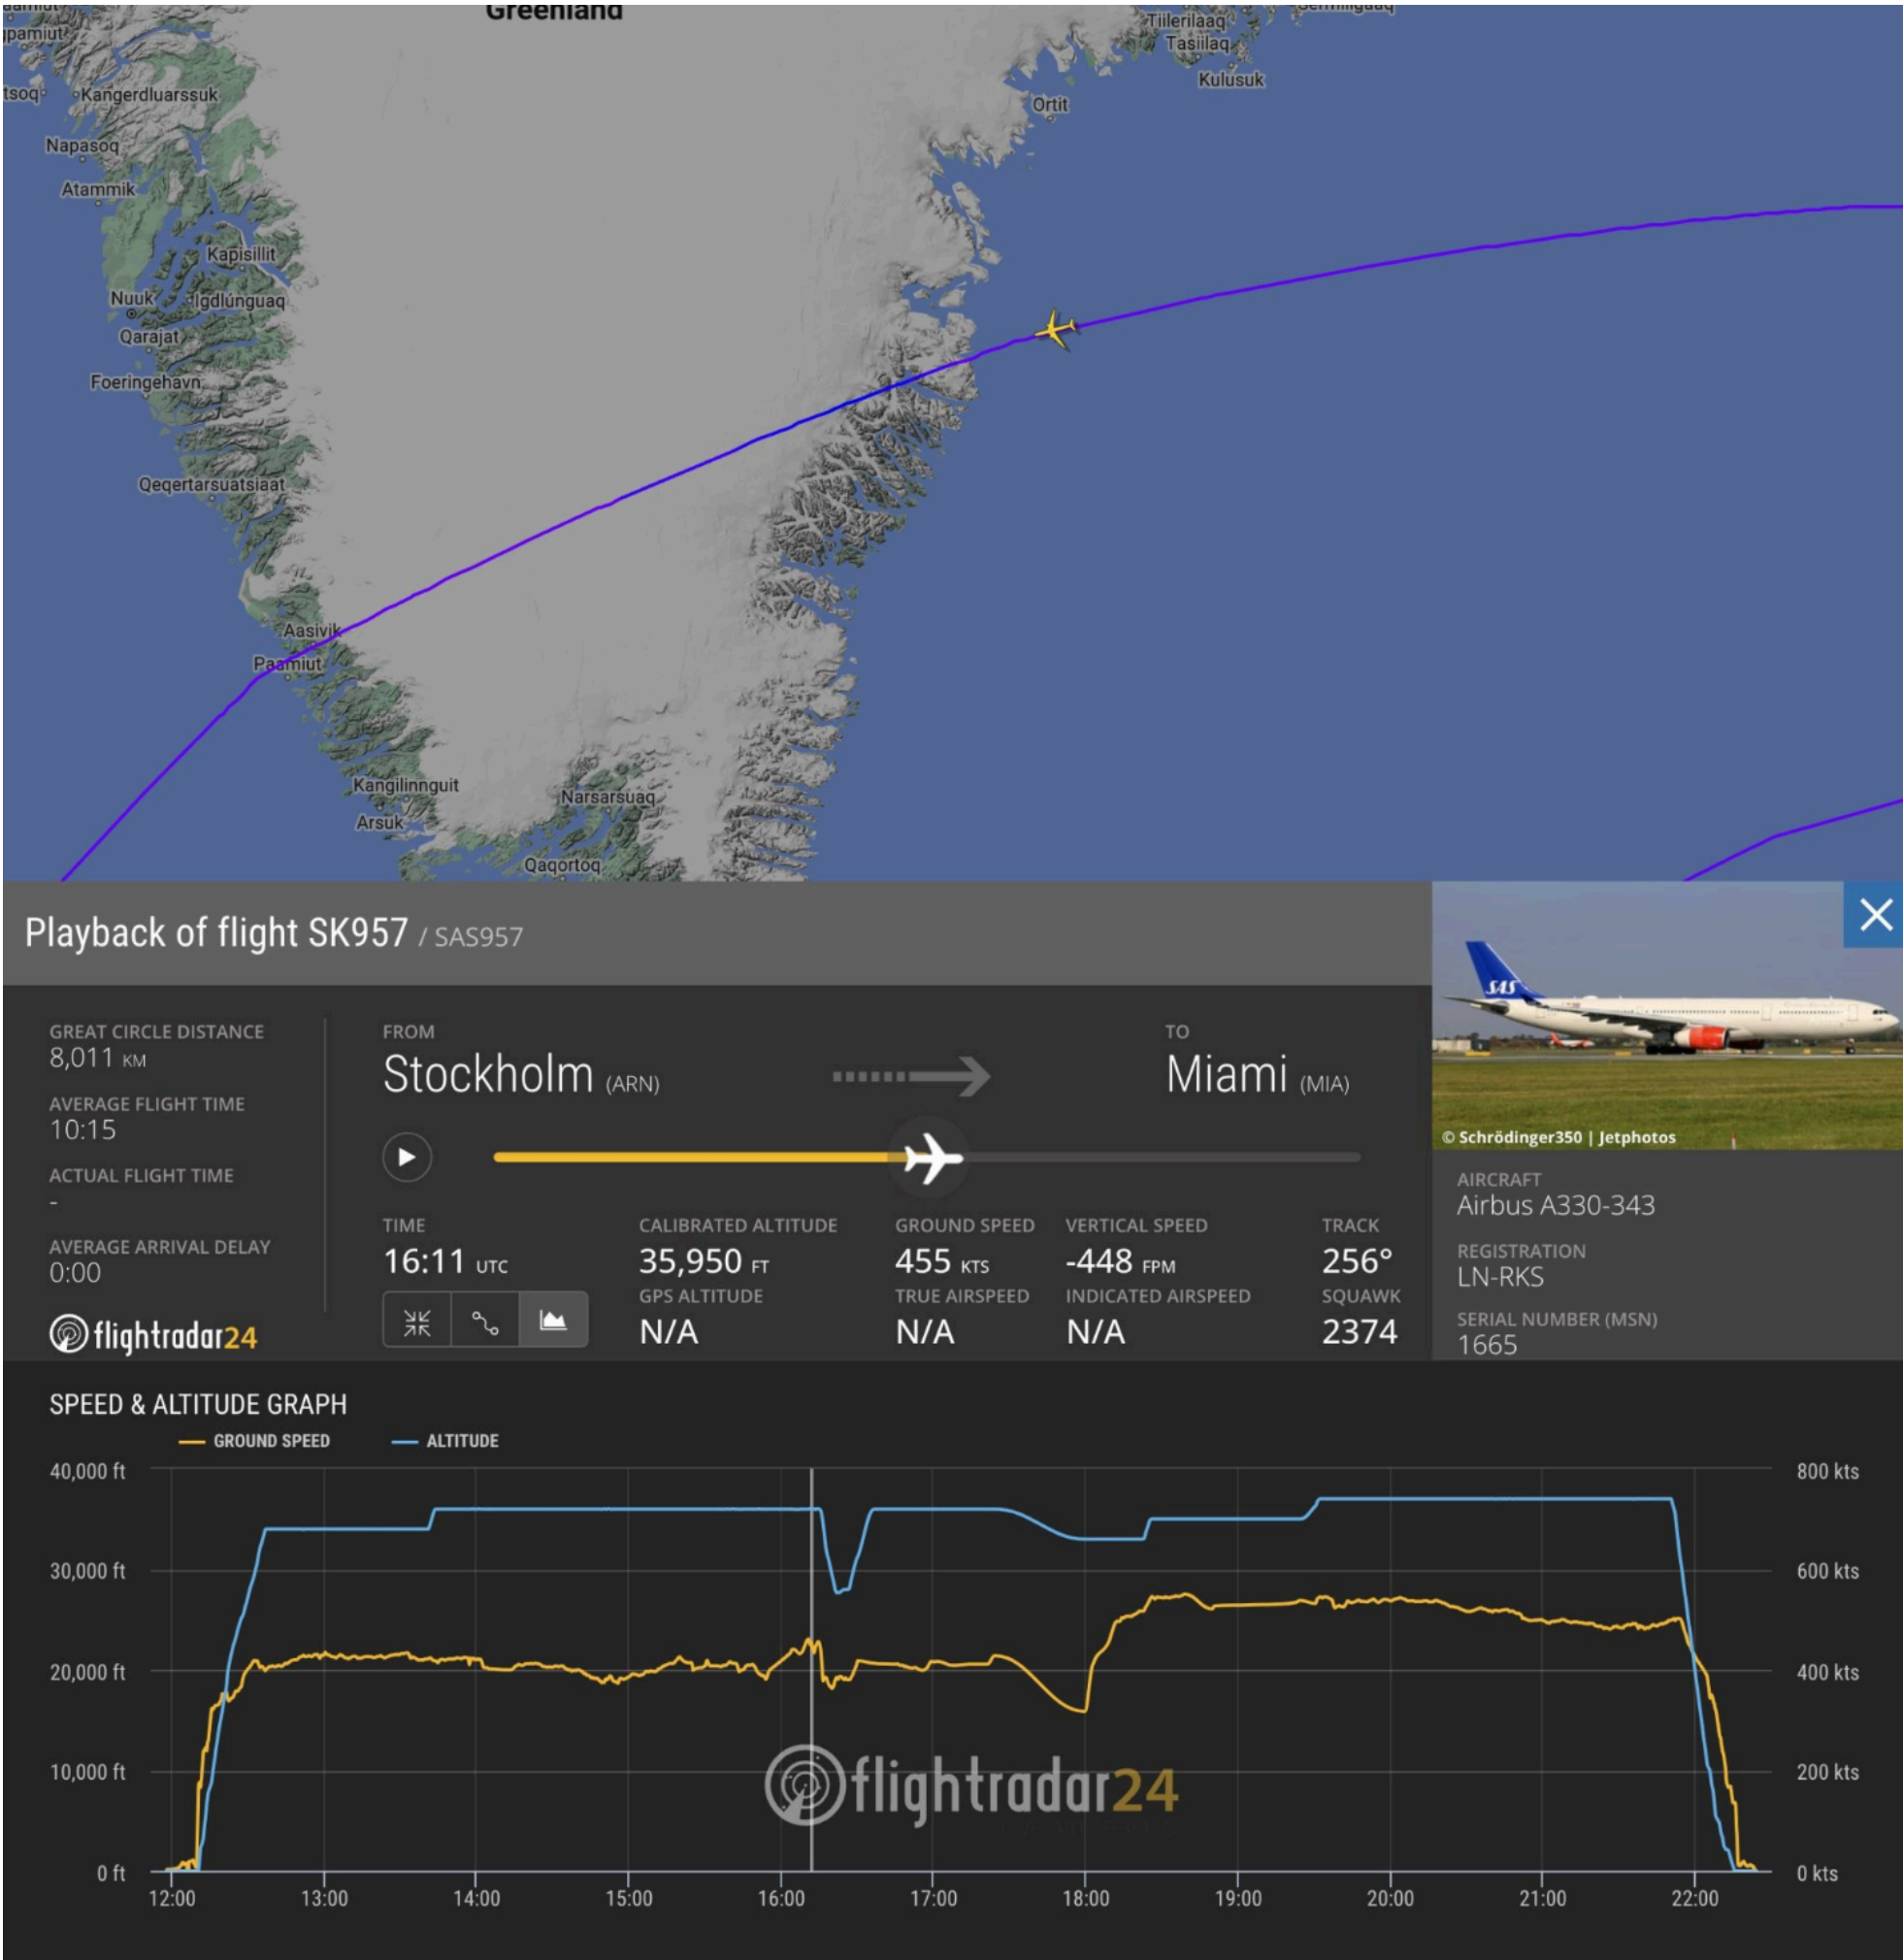 Greenland
Tiilerilaaq
Tasiilaq
Kulusuk
Kangerdluarssuk
Ortit
Napasoq
Atammik
Kapisillit
Nuuk
Igdlúnguaq
Qarajat
Foeringehavn
Qeqertarsuatsiaat
Aasivik
Paamiut
Kangilinnguit
Narsarsuaq
Arsuk
Qaqortoq
Playback of flight SK957 / SAS957
GREAT CIRCLE DISTANCE
8,011 KM
AVERAGE FLIGHT TIME
10:15
ACTUAL FLIGHT TIME
-
AVERAGE ARRIVAL DELAY
0:00
flightradar24
FROM
Stockholm (ARN)
TO
Miami (MIA)
TIME
16:11 UTC
CALIBRATED ALTITUDE
35,950 FT
GROUND SPEED
455 KTS
VERTICAL SPEED
-448 FPM
TRACK
256°
GPS ALTITUDE
N/A
TRUE AIRSPEED
N/A
INDICATED AIRSPEED
N/A
SQUAWK
2374
SAS
© Schrödinger350 | Jetphotos
AIRCRAFT
Airbus A330-343
REGISTRATION
LN-RKS
SERIAL NUMBER (MSN)
1665
SPEED & ALTITUDE GRAPH
GROUND SPEED ALTITUDE
40,000 ft 800 kts
30,000 ft 600 kts
20,000 ft 400 kts
10,000 ft 200 kts
flightradar24
0 ft 0 kts
12:00 13:00 14:00 15:00 16:00 17:00 18:00 19:00 20:00 21:00 22:00